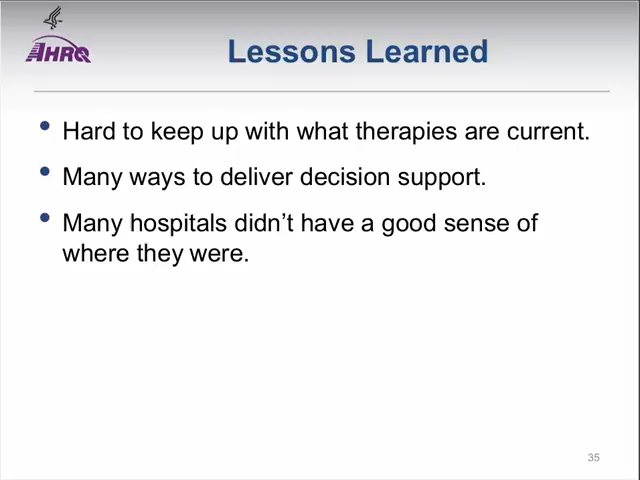 AHRQ
Lessons Learned
• Hard to keep up with what therapies are current.
• Many ways to deliver decision support.
• Many hospitals didn't have a good sense of
where they were.
35